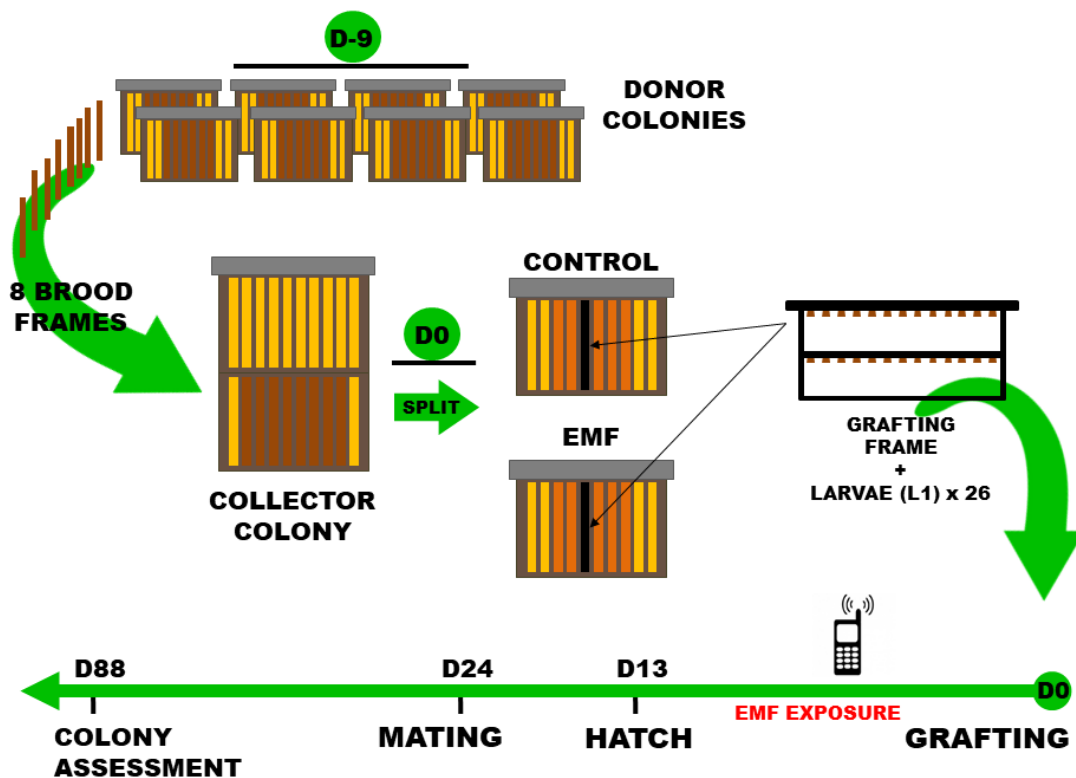 D-9
DONOR
COLONIES
8 BROOD
FRAMES
COLLECTOR
COLONY
D0
SPLIT
CONTROL
EMF
GRAFTING
FRAME
+
LARVAE (L1) x 26
D88
D24
D13
D0
EMF EXPOSURE
COLONY
ASSESSMENT
MATING
HATCH
GRAFTING